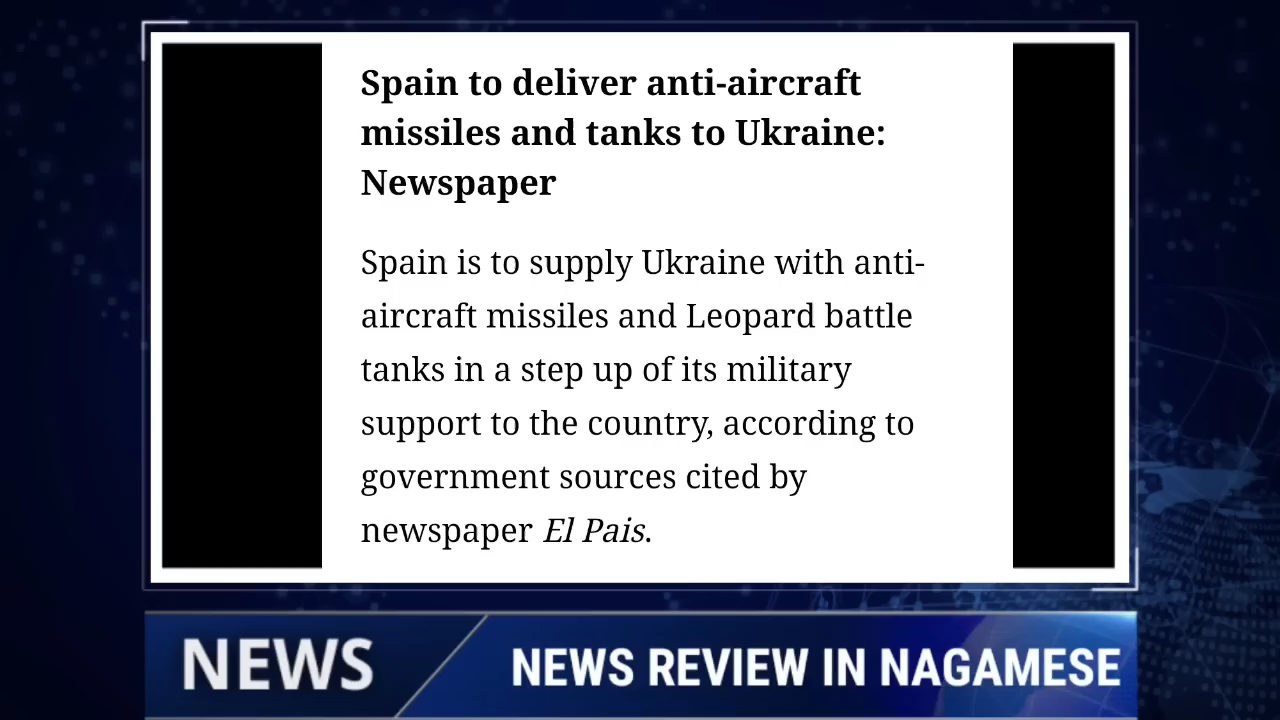 Spain to deliver anti-aircraft
missiles and tanks to Ukraine:
Newspaper
Spain is to supply Ukraine with anti-
aircraft missiles and Leopard battle
tanks in a step up of its military
support to the country, according to
government sources cited by
newspaper El Pais.
NEWS
NEWS REVIEW IN NAGAMESE